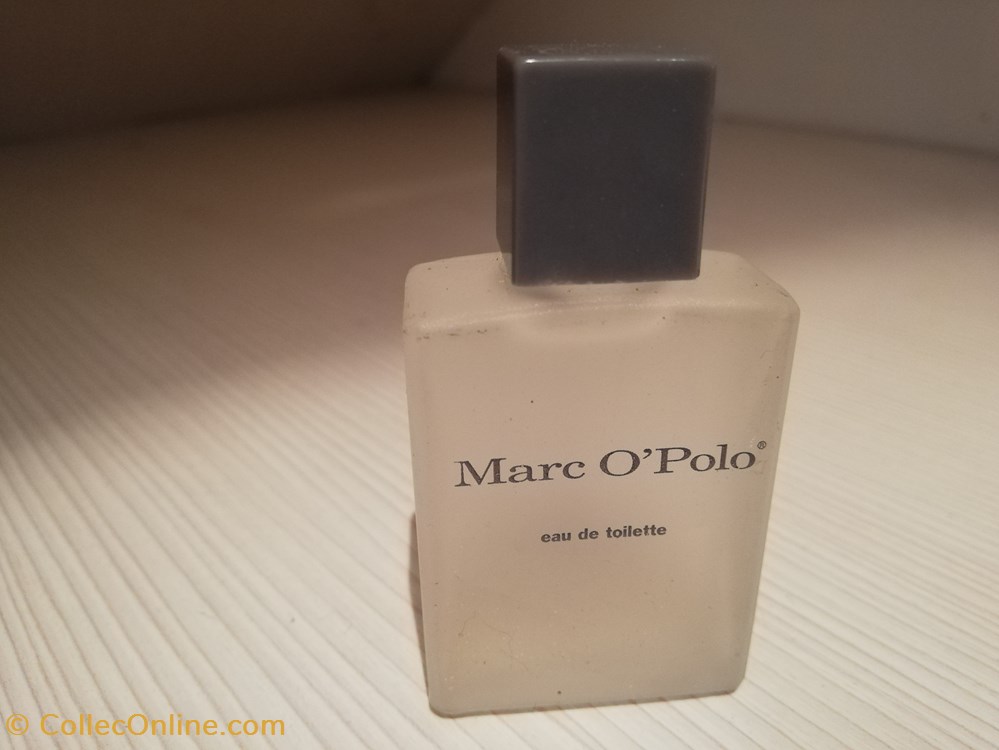 Marc O'Polo®
eau de toilette
© CollecOnline.com